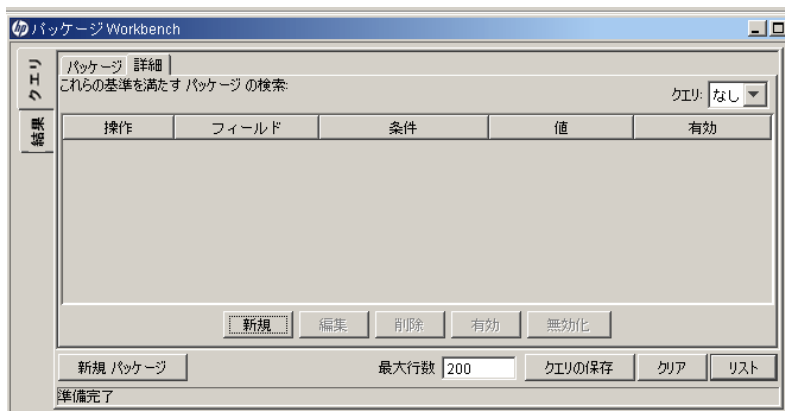 hp パッケージ Workbench
クエリ
結果
パッケージ 詳細
これらの基準を満たす パッケージ の検索:
クエリ: なし
操作 フィールド 条件 値 有効
新規 編集 削除 有効 無効化
新規 パッケージ 最大行数 200 クエリの保存 クリア リスト
準備完了